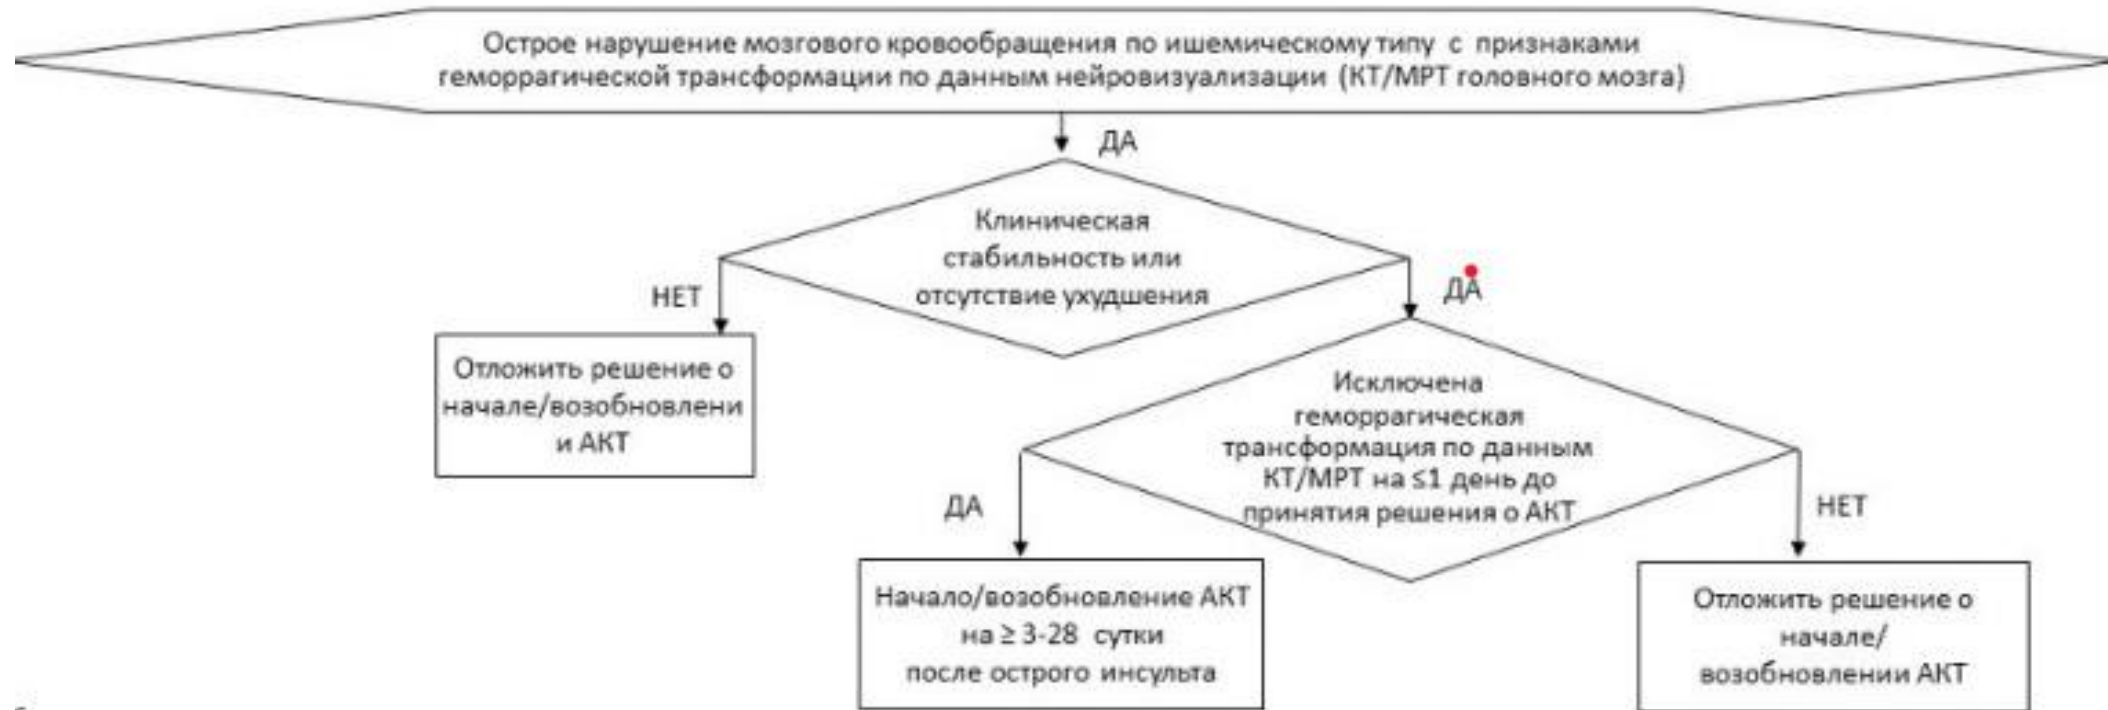 Острое нарушение мозгового кровообращения по ишемическому типу с признаками
геморрагической трансформации по данным нейровизуализации (КТ/МРТ головного мозга)
ДА
Клиническая
стабильность или
отсутствие ухудшения
НЕТ
ДА
Отложить решение о
начале/возобновлени
и АКТ
Исключена
геморрагическая
трансформация по данным
КТ/МРТ на ≤1 день до
принятия решения о АКТ
ДА
НЕТ
Начало/возобновление АКТ
на ≥ 3-28 сутки
после острого инсульта
Отложить решение о
начале/
возобновлении АКТ